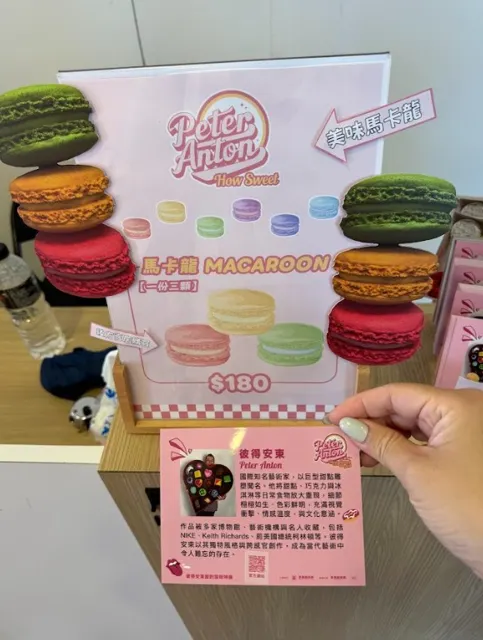 Peter
Anton
How Sweet
美味馬卡龍
馬卡龍 MACAROON
【一份三顆】
$180
彼得安東
Peter Anton
國際知名藝術家，以巨型甜點雕
塑聞名。他將甜點、巧克力與冰
淇淋等日常食物放大重現，細節
栩栩如生、色彩鮮明，充滿視覺
衝擊、情感溫度、與文化意涵。
作品被多家博物館、藝術機構與名人收藏，包括
NIKE、Keith Richards、前美國總統柯林頓等。彼得
安東以其獨特風格與跨感官創作，成為當代藝術中
令人難忘的存在。